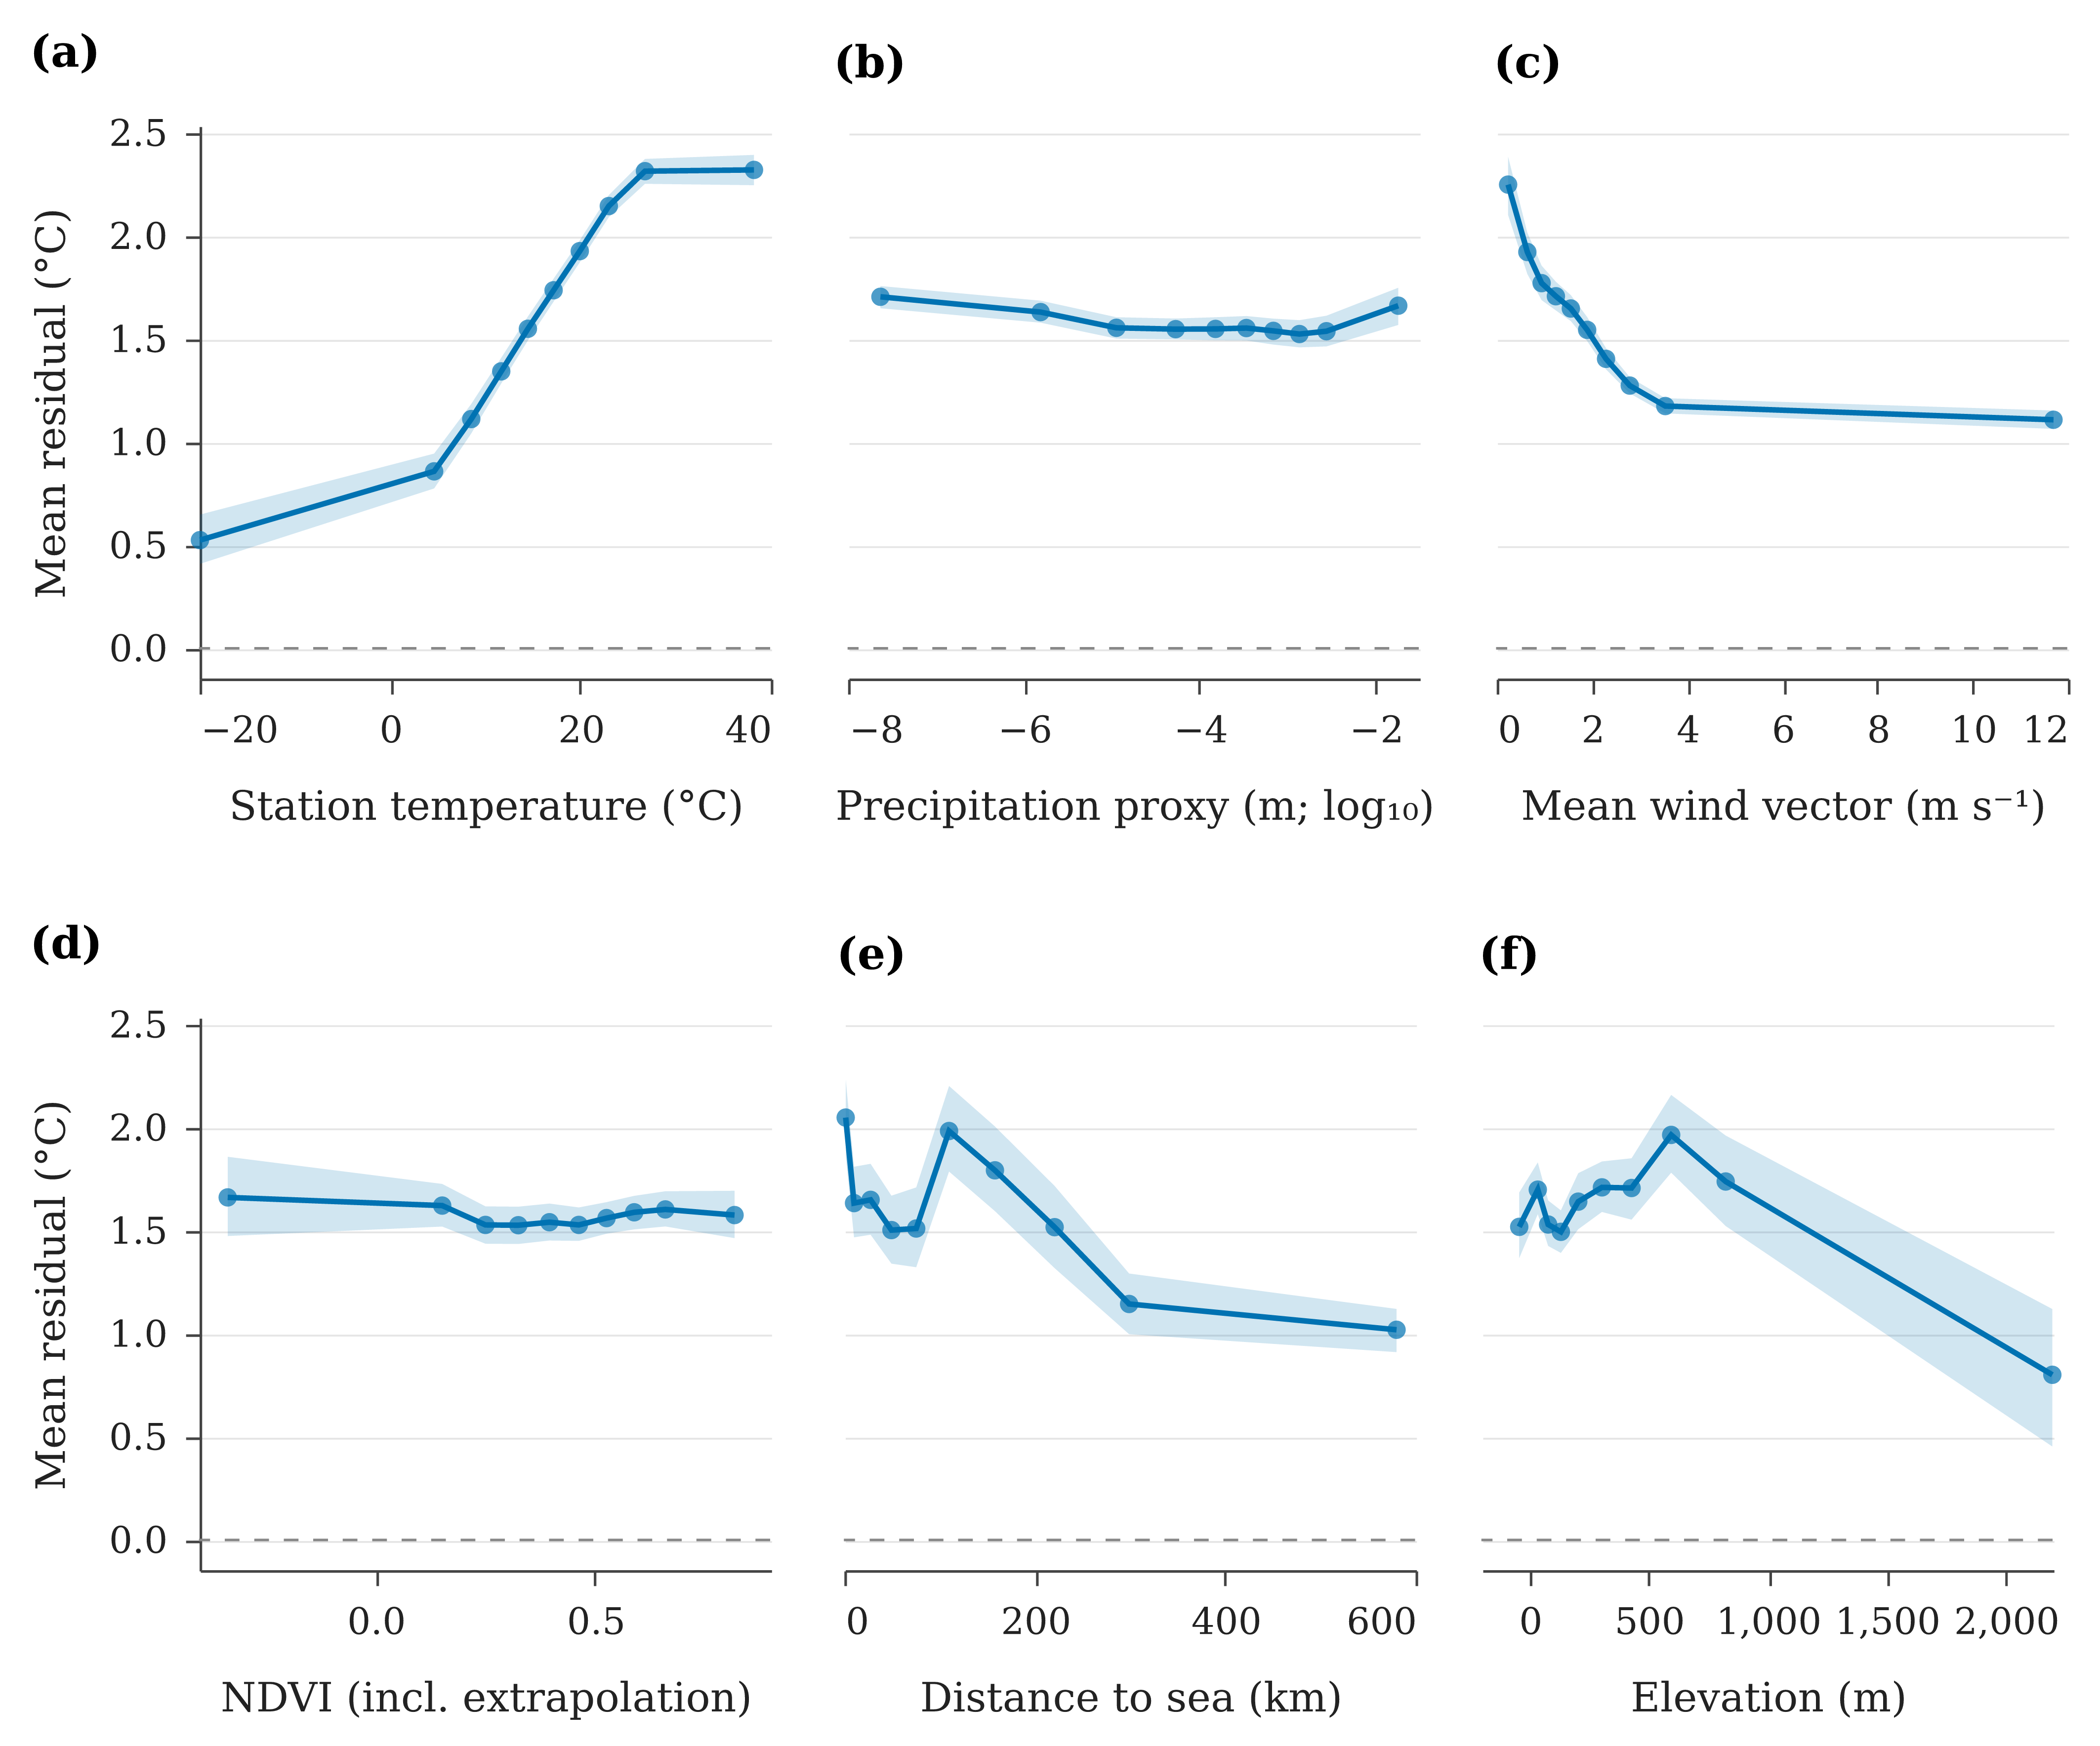 (a)
(b)
(c)
2.5
2.0
1.5
1.0
0.5
0.0
Mean residual (°C)
−20 0 20 40
−8 −6 −4 −2
0 2 4 6 8 10 12
Station temperature (°C)
Precipitation proxy (m; log₁₀)
Mean wind vector (m s⁻¹)
(d)
(e)
(f)
2.5
2.0
1.5
1.0
0.5
0.0
Mean residual (°C)
0.0 0.5
0 200 400 600
0 500 1,000 1,500 2,000
NDVI (incl. extrapolation)
Distance to sea (km)
Elevation (m)